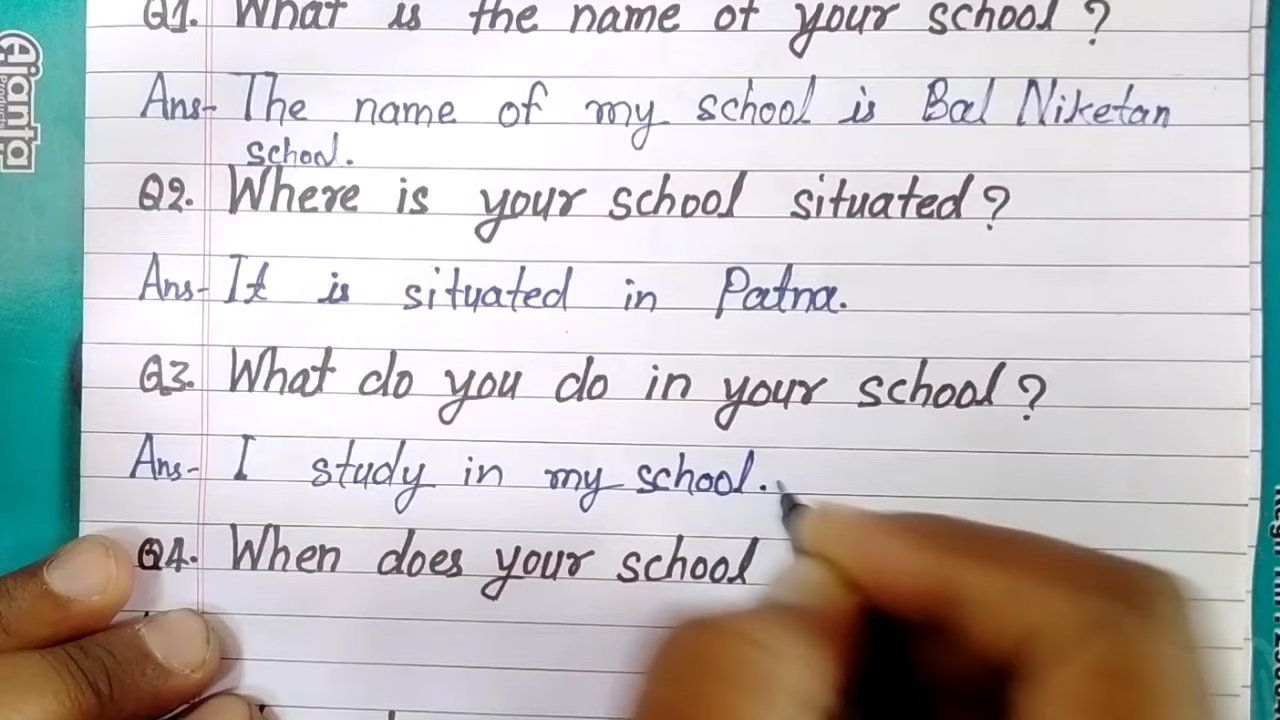 Q1. What is the name of your school ?
Ans- The name of my school is Bal Niketan
school.
Q2. Where is your school situated ?
Ans- It is situated in Patna.
Q3. What do you do in your school ?
Ans- I study in my school.
Q4. When does your school
Ajanta